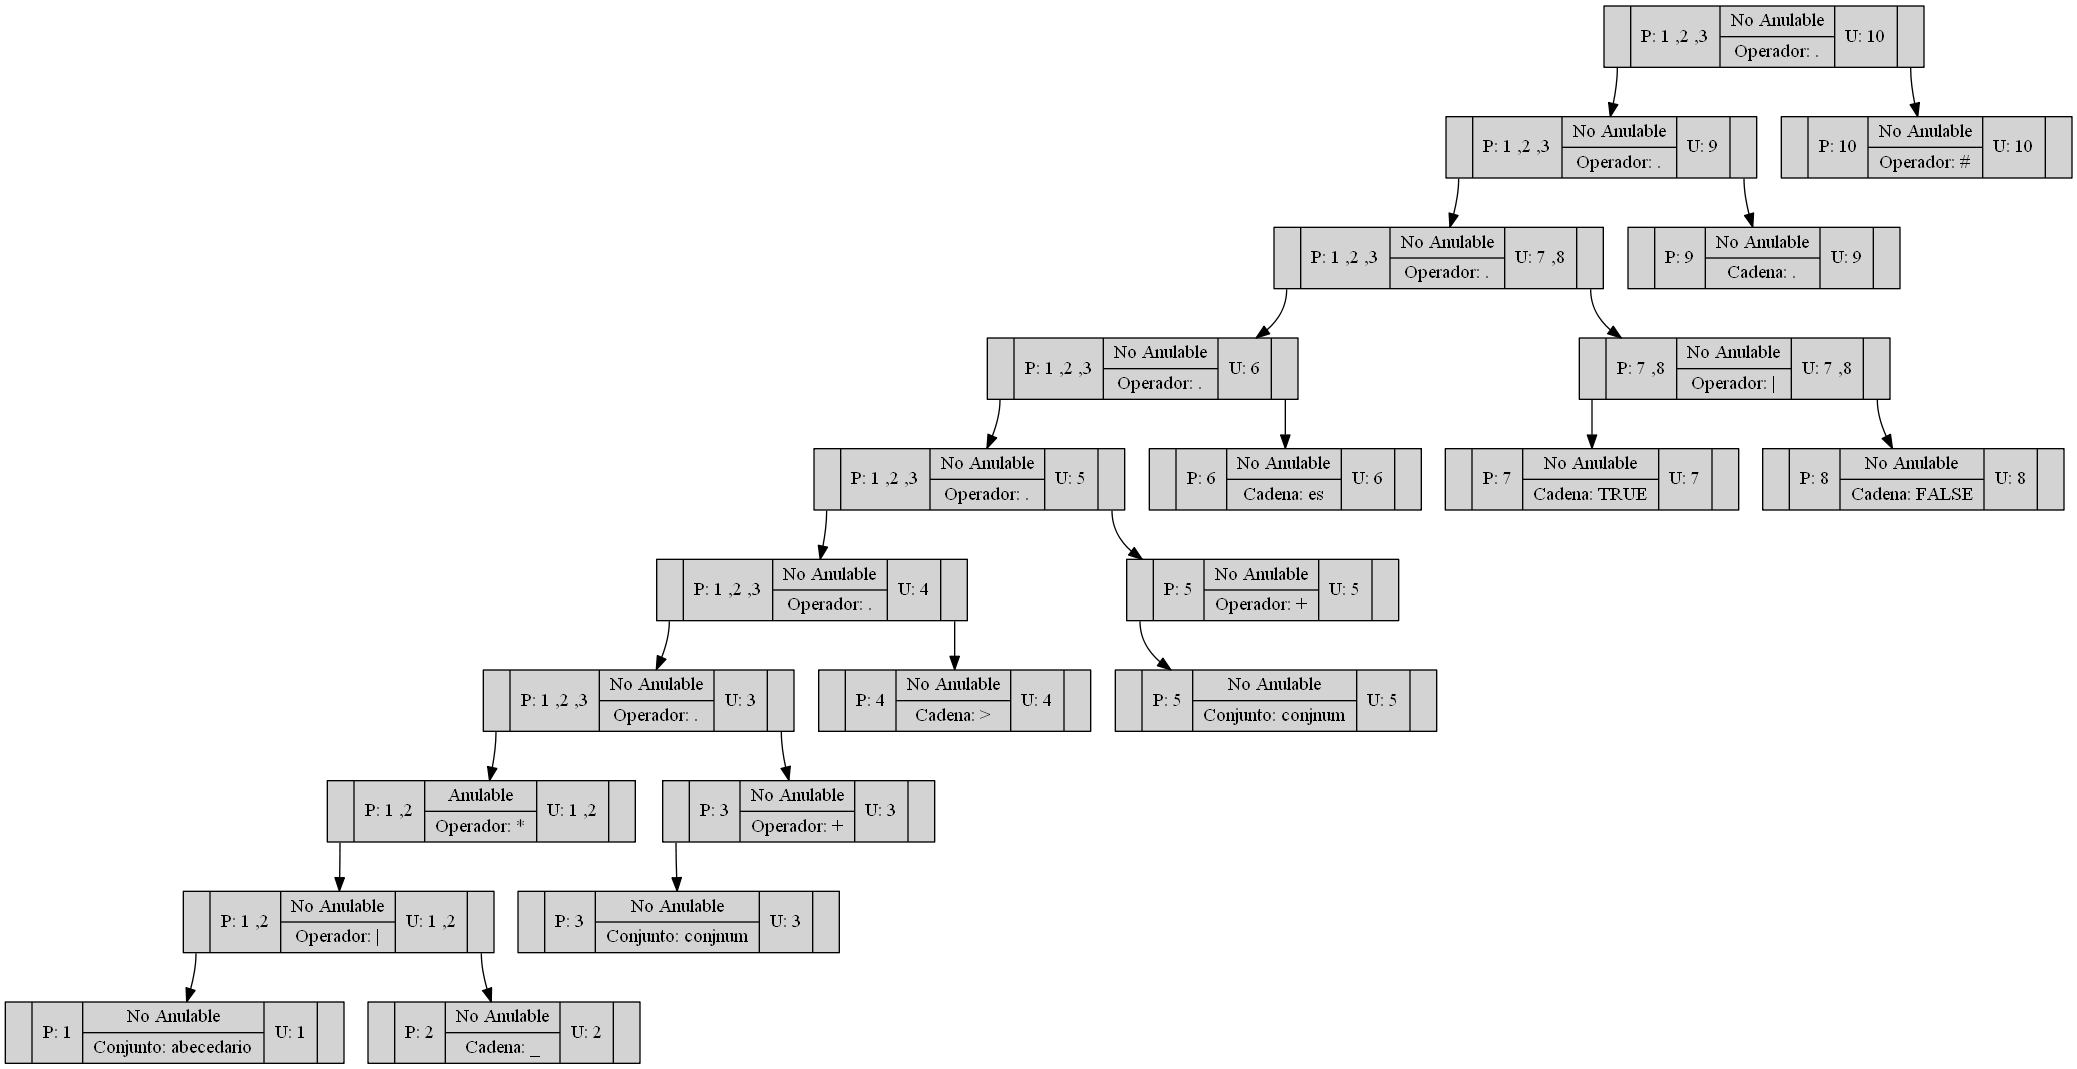 P: 1 ,2 ,3
No Anulable
Operador: .
U: 10
P: 1 ,2 ,3
No Anulable
Operador: .
U: 9
P: 10
No Anulable
Operador: #
U: 10
P: 1 ,2 ,3
No Anulable
Operador: .
U: 7 ,8
P: 9
No Anulable
Cadena: .
U: 9
P: 1 ,2 ,3
No Anulable
Operador: .
U: 6
P: 7 ,8
No Anulable
Operador: |
U: 7 ,8
P: 1 ,2 ,3
No Anulable
Operador: .
U: 5
P: 6
No Anulable
Cadena: es
U: 6
P: 7
No Anulable
Cadena: TRUE
U: 7
P: 8
No Anulable
Cadena: FALSE
U: 8
P: 1 ,2 ,3
No Anulable
Operador: .
U: 4
P: 5
No Anulable
Operador: +
U: 5
P: 1 ,2 ,3
No Anulable
Operador: .
U: 3
P: 4
No Anulable
Cadena: >
U: 4
P: 5
No Anulable
Conjunto: conjnum
U: 5
P: 1 ,2
Anulable
Operador: *
U: 1 ,2
P: 3
No Anulable
Operador: +
U: 3
P: 1 ,2
No Anulable
Operador: |
U: 1 ,2
P: 3
No Anulable
Conjunto: conjnum
U: 3
P: 1
No Anulable
Conjunto: abecedario
U: 1
P: 2
No Anulable
Cadena: _
U: 2